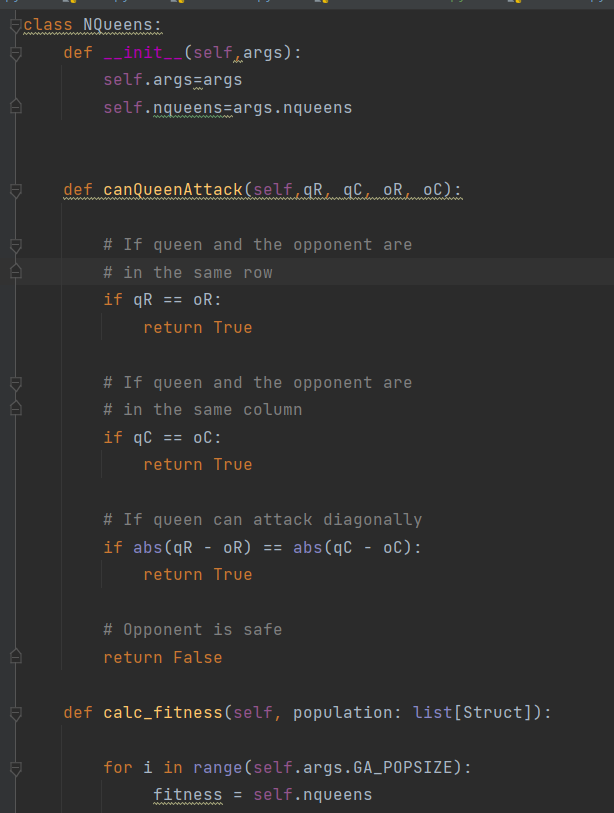 class NQueens:
    def __init__(self,args):
        self.args=args
        self.nqueens=args.nqueens
    def canQueenAttack(self,qR, qC, oR, oC):
        # If queen and the opponent are
        # in the same row
        if qR == oR:
            return True
        # If queen and the opponent are
        # in the same column
        if qC == oC:
            return True
        # If queen can attack diagonally
        if abs(qR - oR) == abs(qC - oC):
            return True
        # Opponent is safe
        return False
    def calc_fitness(self, population: list[Struct]):
        for i in range(self.args.GA_POPSIZE):
            fitness = self.nqueens